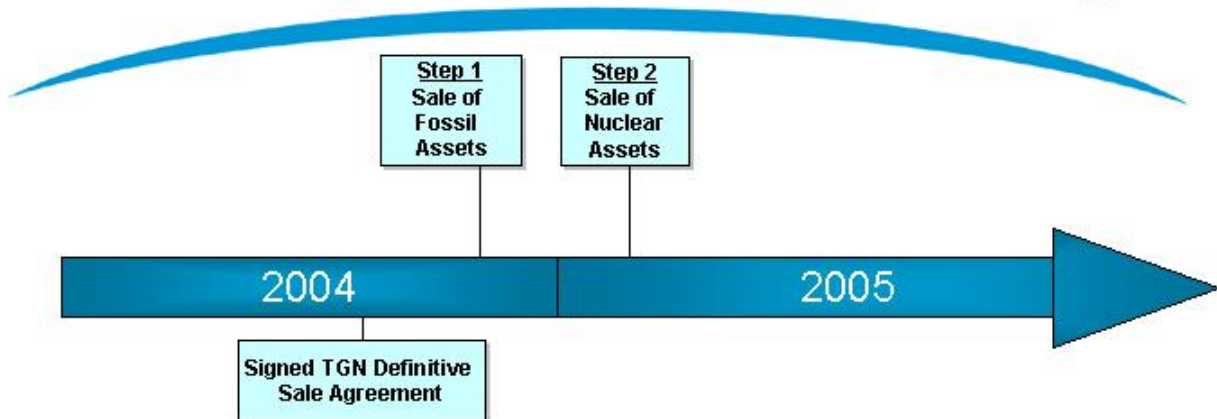 Step 1
Sale of
Fossil
Assets
Step 2
Sale of
Nuclear
Assets
2004
2005
Signed TGN Definitive
Sale Agreement